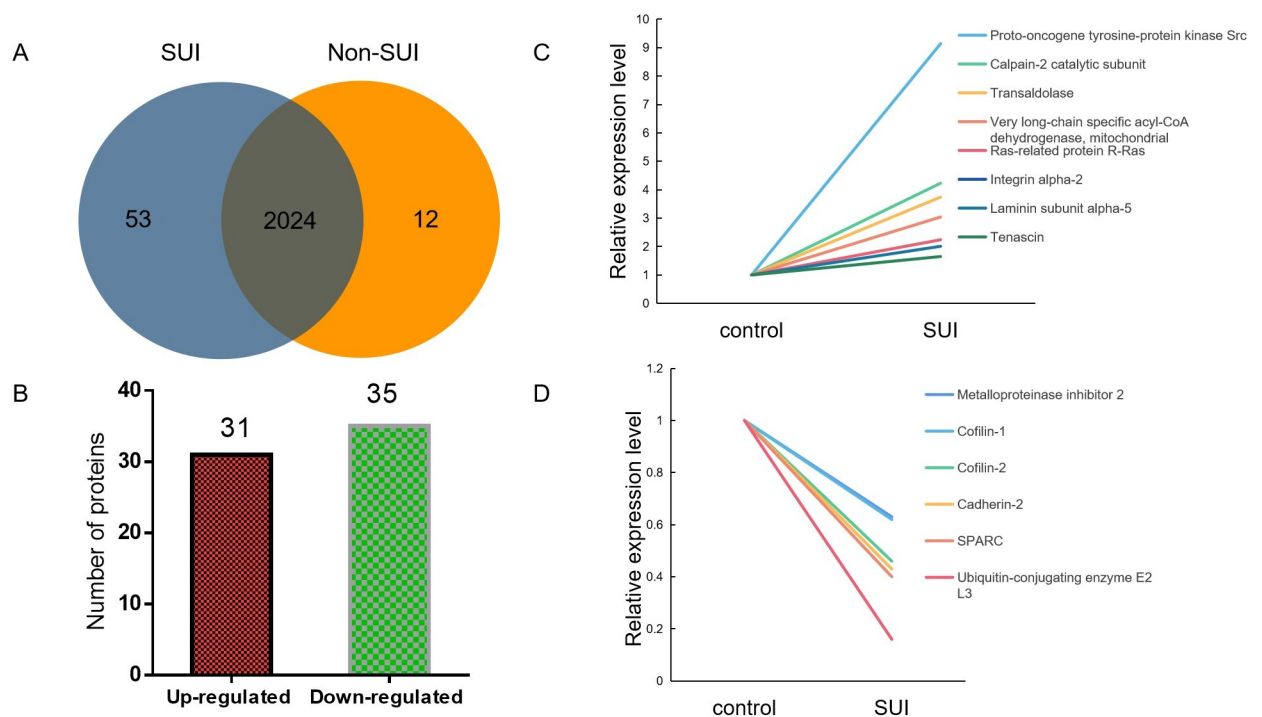 A
SUI
Non-SUI
53
2024
12
B
Number of proteins
40
30
20
10
0
31
35
Up-regulated
Down-regulated
C
Relative expression level
10
9
8
7
6
5
4
3
2
1
0
control
SUI
Proto-oncogene tyrosine-protein kinase Src
Calpain-2 catalytic subunit
Transaldolase
Very long-chain specific acyl-CoA
dehydrogenase, mitochondrial
Ras-related protein R-Ras
Integrin alpha-2
Laminin subunit alpha-5
Tenascin
D
Relative expression level
1.2
1
0.8
0.6
0.4
0.2
0
control
SUI
Metalloproteinase inhibitor 2
Cofilin-1
Cofilin-2
Cadherin-2
SPARC
Ubiquitin-conjugating enzyme E2
L3